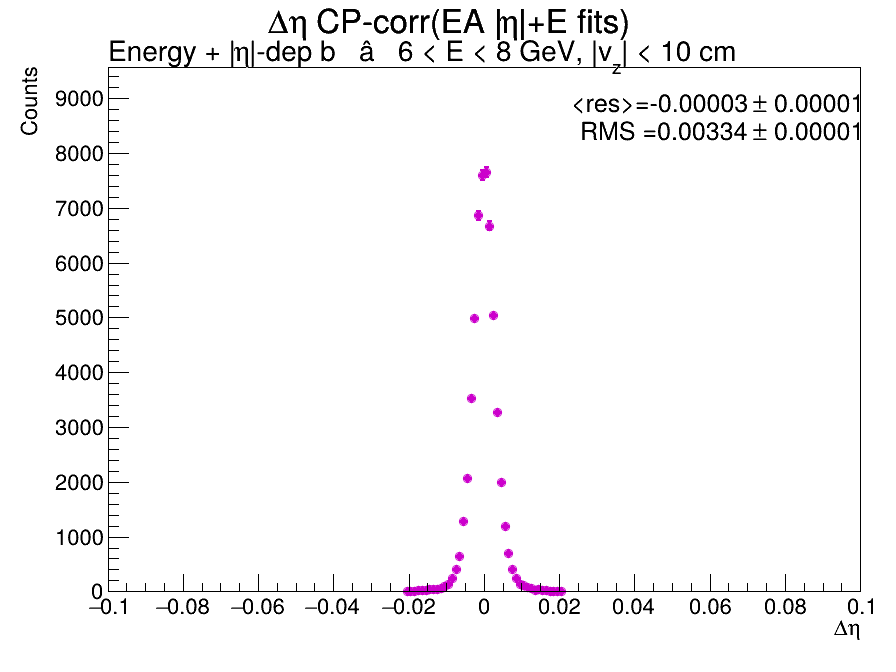 Δη CP-corr(EA |η|+E fits)
Energy + |η|-dep b â 6 < E < 8 GeV, |v_z| < 10 cm
Counts
<res>=-0.00003 ± 0.00001
RMS =0.00334 ± 0.00001
9000
8000
7000
6000
5000
4000
3000
2000
1000
0
−0.1 −0.08 −0.06 −0.04 −0.02 0 0.02 0.04 0.06 0.08 0.1
Δη